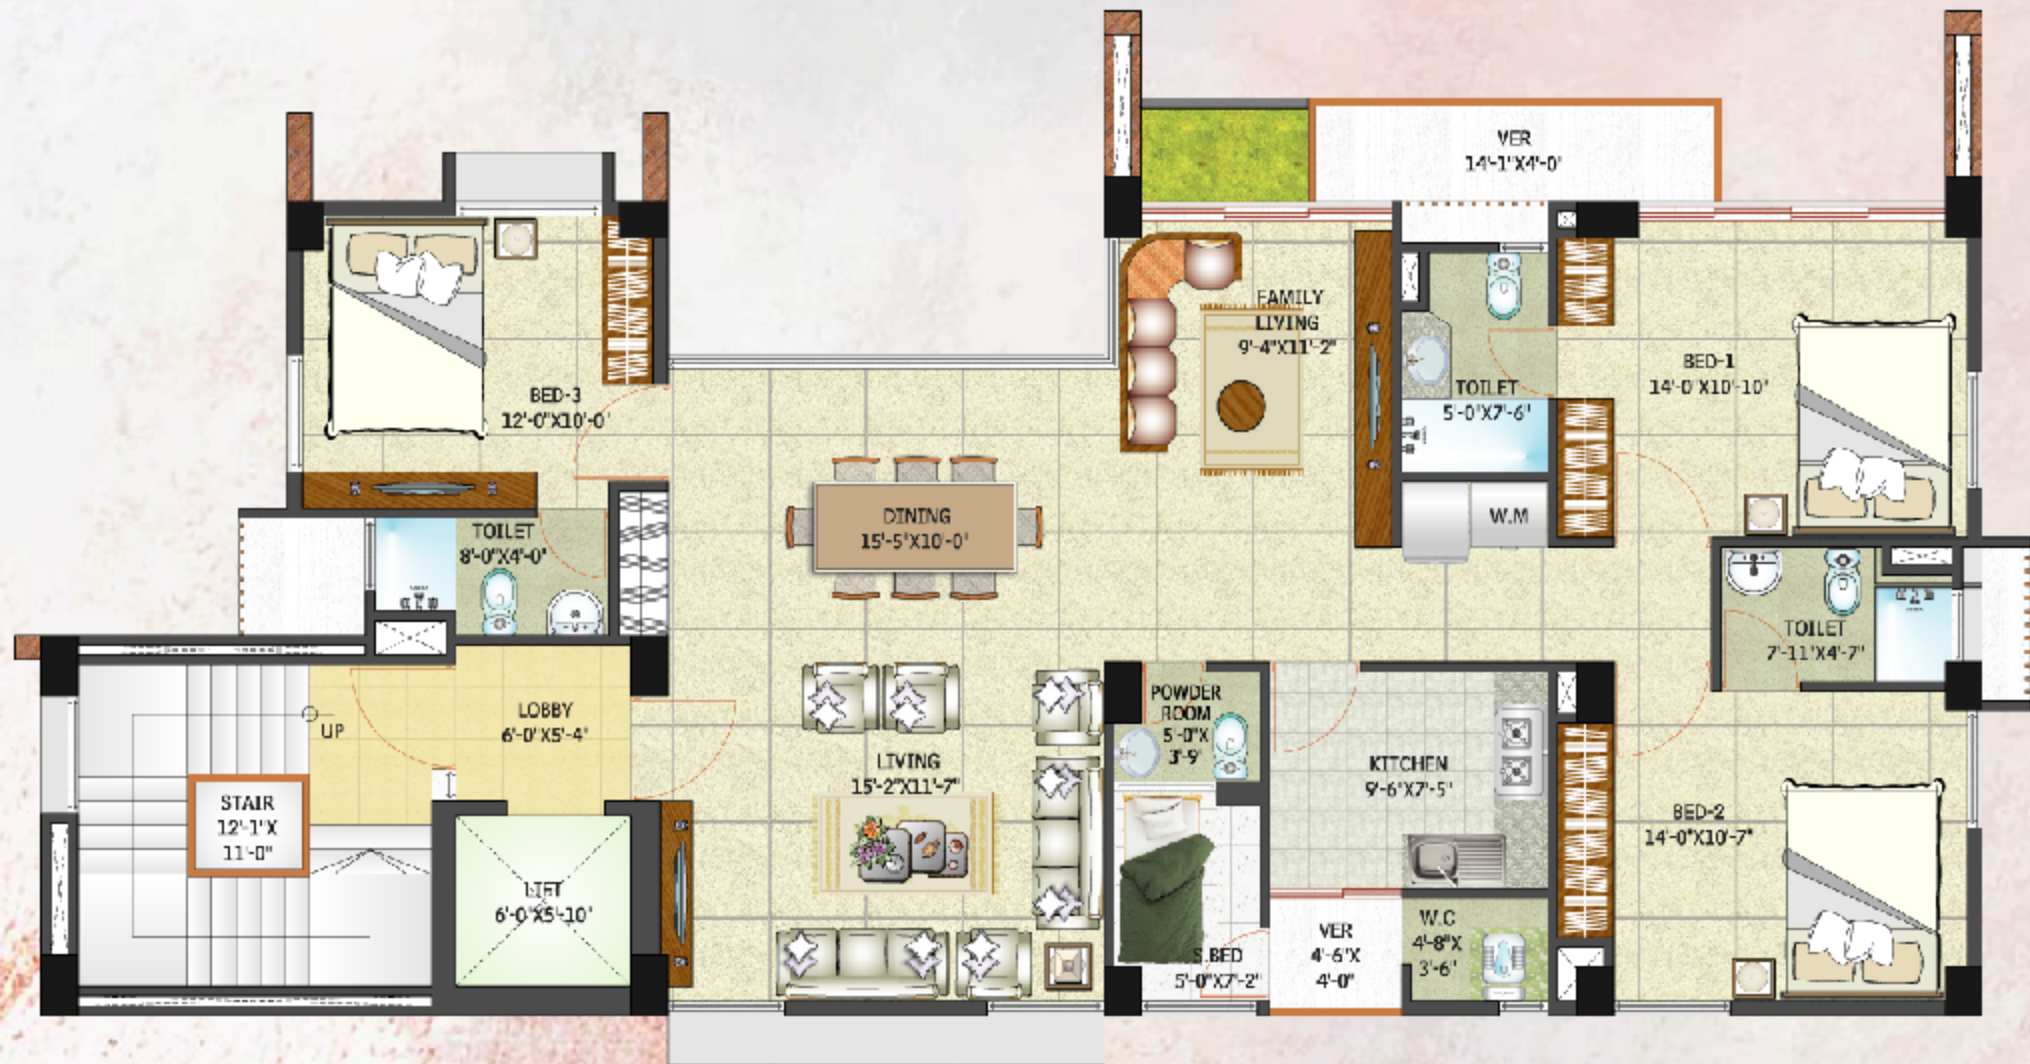 VER
14'-1"X4'-0"
FAMILY
LIVING
9'-4"X11'-2"
BED-1
14'-0"X10'-10"
TOILET
5'-0"X7'-6"
BED-3
12'-0"X10'-0"
W.M
DINING
15'-5"X10'-0"
TOILET
8'-0"X4'-0"
TOILET
7'-11"X4'-7"
LOBBY
6'-0"X5'-4"
UP
POWDER
ROOM
5'-0"X
3'-9"
LIVING
15'-2"X11'-7"
KITCHEN
9'-6"X7'-5"
STAIR
12'-1"X
11'-0"
BED-2
14'-0"X10'-7"
LIFT
6'-0"X5'-10"
S.BED
5'-0"X7'-2"
VER
4'-6"X
4'-0"
W.C
4'-8"X
3'-6"